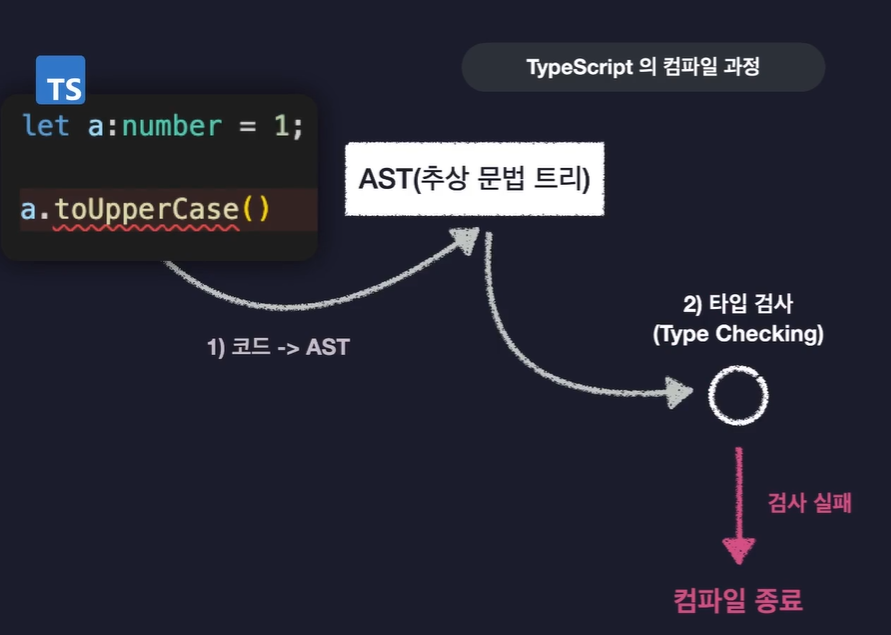 TypeScript 의 컴파일 과정
TS
let a:number = 1;
a.toUpperCase()
AST(추상 문법 트리)
1) 코드 -> AST
2) 타입 검사
(Type Checking)
검사 실패
컴파일 종료